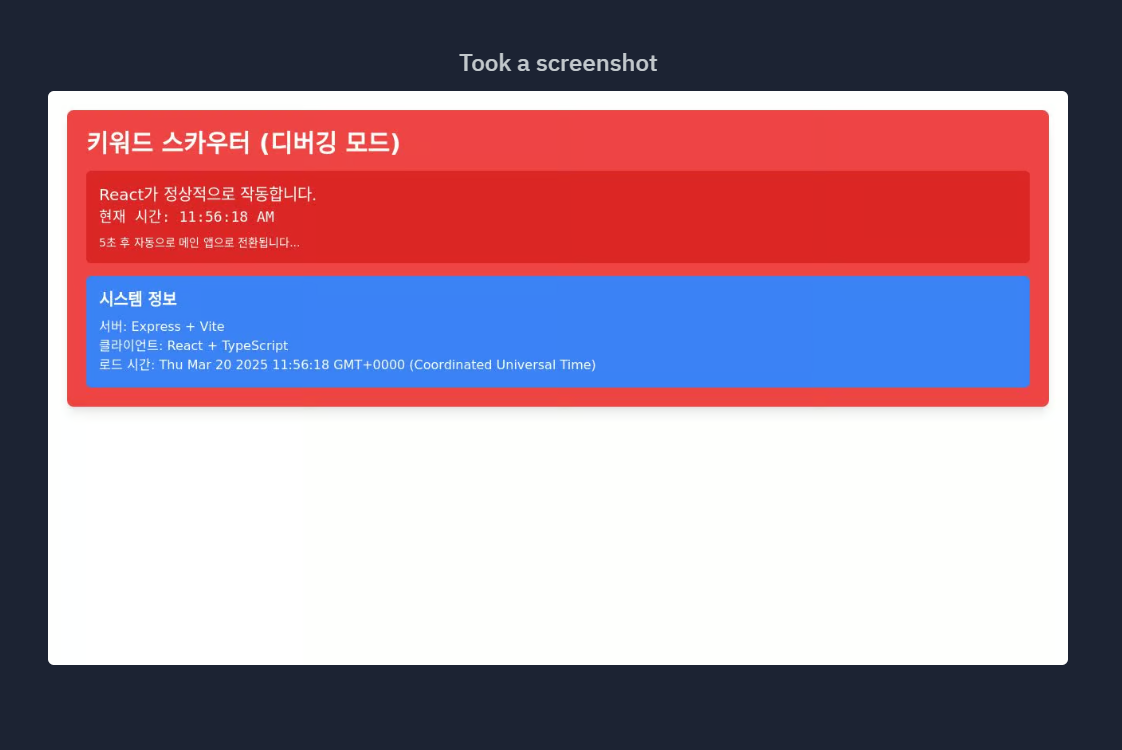 Took a screenshot
키워드 스카우터 (디버깅 모드)
React가 정상적으로 작동합니다.
현재 시간: 11:56:18 AM
5초 후 자동으로 메인 앱으로 전환됩니다...
시스템 정보
서버: Express + Vite
클라이언트: React + TypeScript
로드 시간: Thu Mar 20 2025 11:56:18 GMT+0000 (Coordinated Universal Time)